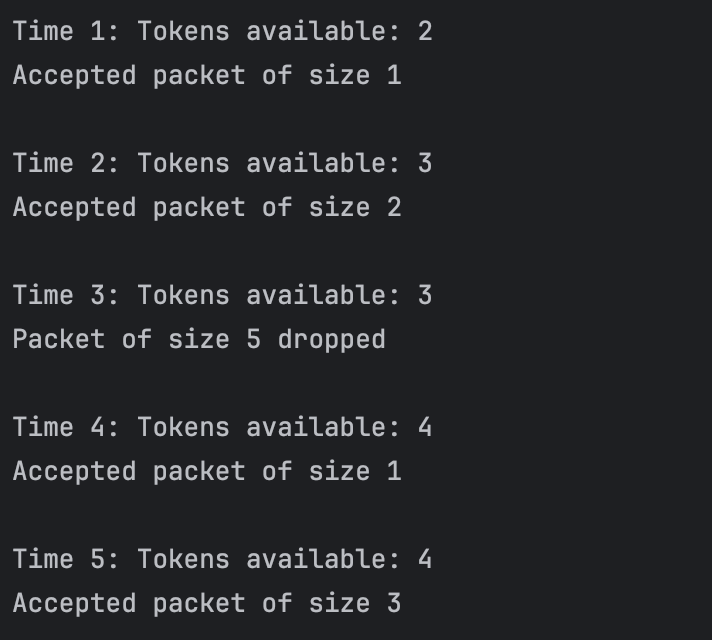 Time 1: Tokens available: 2
Accepted packet of size 1
Time 2: Tokens available: 3
Accepted packet of size 2
Time 3: Tokens available: 3
Packet of size 5 dropped
Time 4: Tokens available: 4
Accepted packet of size 1
Time 5: Tokens available: 4
Accepted packet of size 3